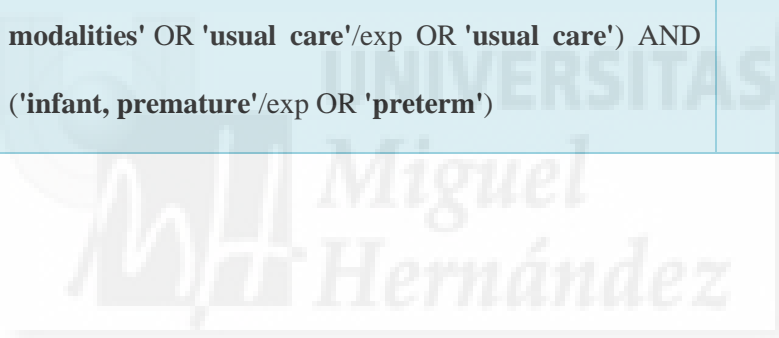 modalities' OR 'usual care'/exp OR 'usual care') AND
('infant, premature'/exp OR 'preterm')
UNIVERSITAS
Miguel
Hernández